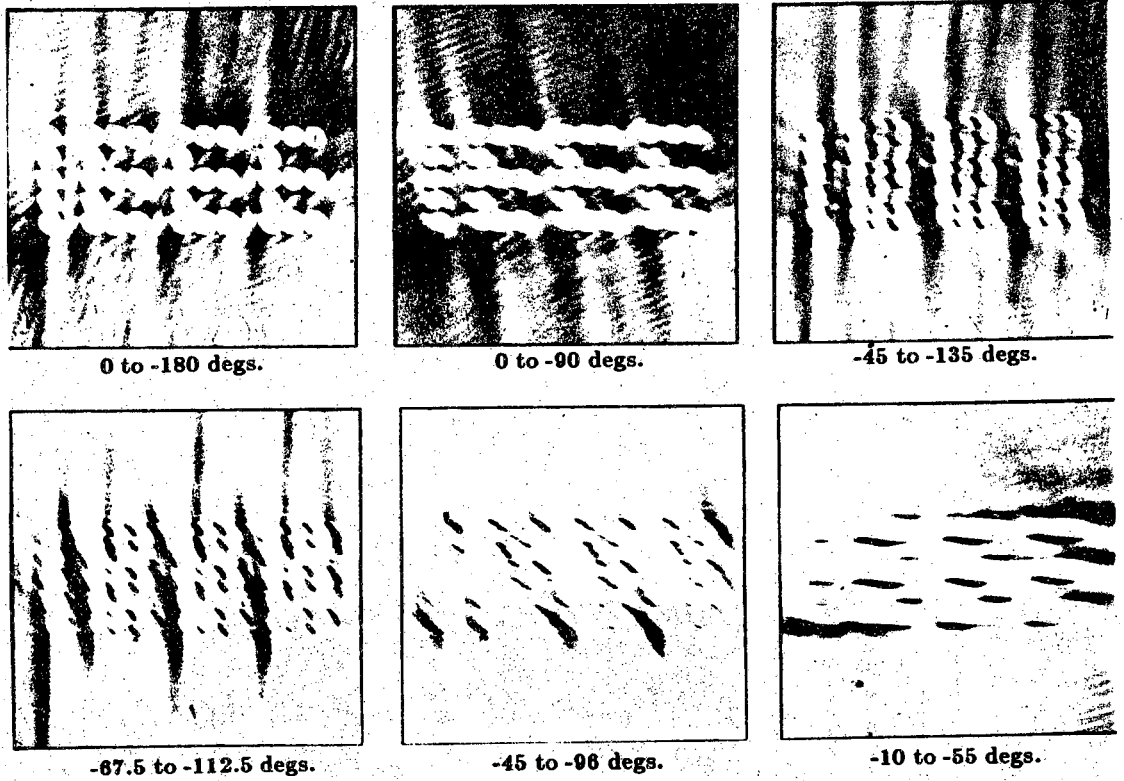 0 to -180 degs.
0 to -90 degs.
-45 to -135 degs.
-67.5 to -112.5 degs.
-45 to -96 degs.
-10 to -55 degs.